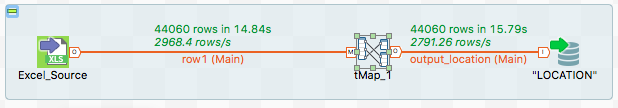 44060 rows in 14.84s
2968.4 rows/s
row1 (Main)
44060 rows in 15.79s
2791.26 rows/s
output_location (Main)
XLS
O
M
O
I
Excel_Source
tMap_1
"LOCATION"